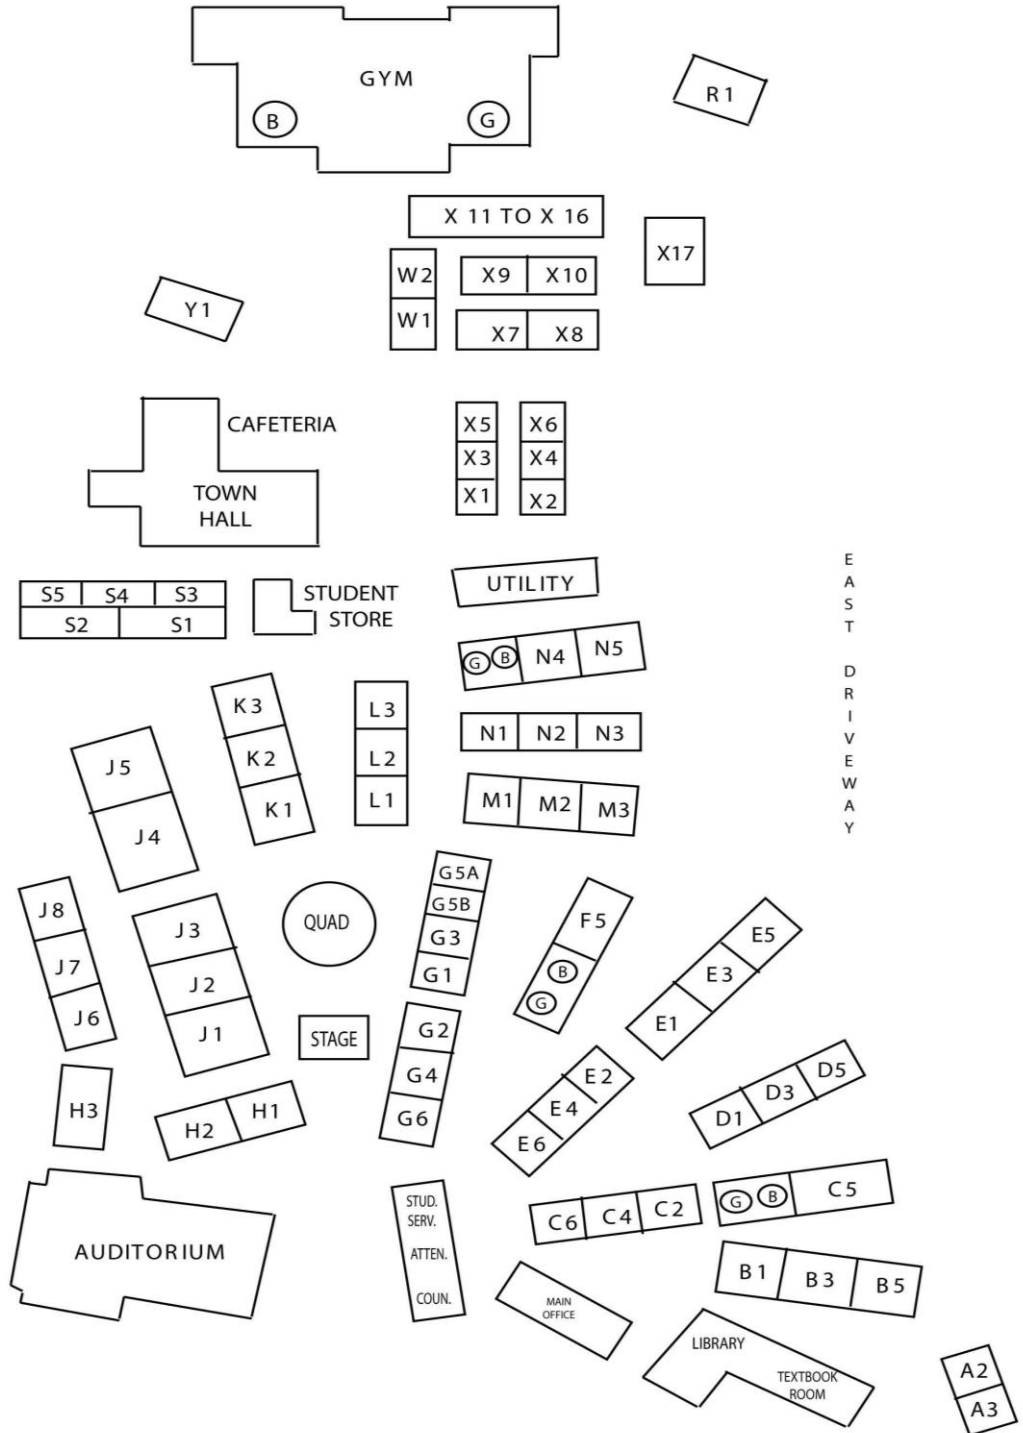 GYM
B
G
R1
X 11 TO X 16
X17
W2
X9
X10
Y1
W1
X7
X8
CAFETERIA
X5
X6
X3
X4
TOWN
HALL
X1
X2
EAST DRIVEWAY
UTILITY
S5
S4
S3
STUDENT
STORE
S2
S1
G
B
N4
N5
K3
L3
N1
N2
N3
K2
L2
J5
K1
L1
M1
M2
M3
J4
G5A
G5B
J8
QUAD
F5
J3
G3
E5
J7
G1
B
E3
J2
G
J6
J1
STAGE
G2
E1
G4
E2
D5
H3
H2
H1
G6
E4
D3
E6
D1
STUD.
SERV.
ATTEN.
COUN.
C6
C4
C2
G
B
C5
AUDITORIUM
B1
B3
B5
MAIN
OFFICE
LIBRARY
TEXTBOOK
ROOM
A2
A3